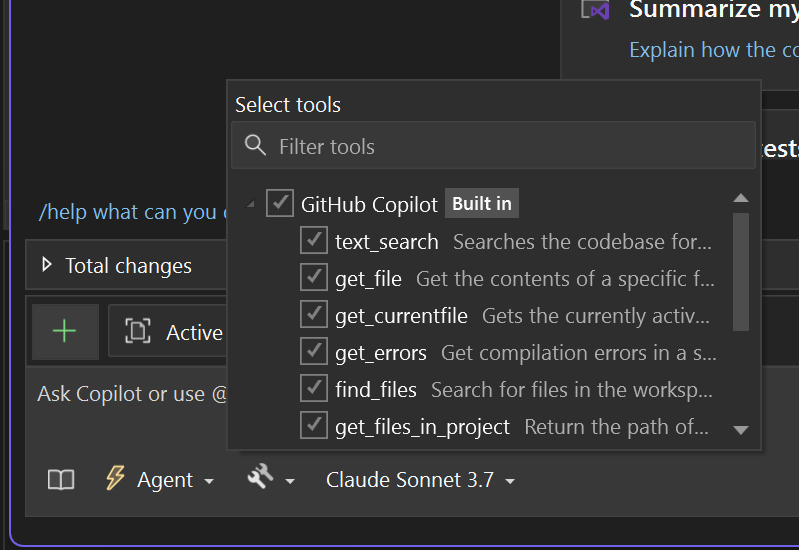 Summarize my
Explain how the co
Select tools
Filter tools
tests
GitHub Copilot Built in
/help what can you
text_search Searches the codebase for...
Total changes
get_file Get the contents of a specific f...
get_currentfile Gets the currently activ...
Active
get_errors Get compilation errors in a s...
Ask Copilot or use @
find_files Search for files in the worksp...
get_files_in_project Return the path of...
Agent
Claude Sonnet 3.7